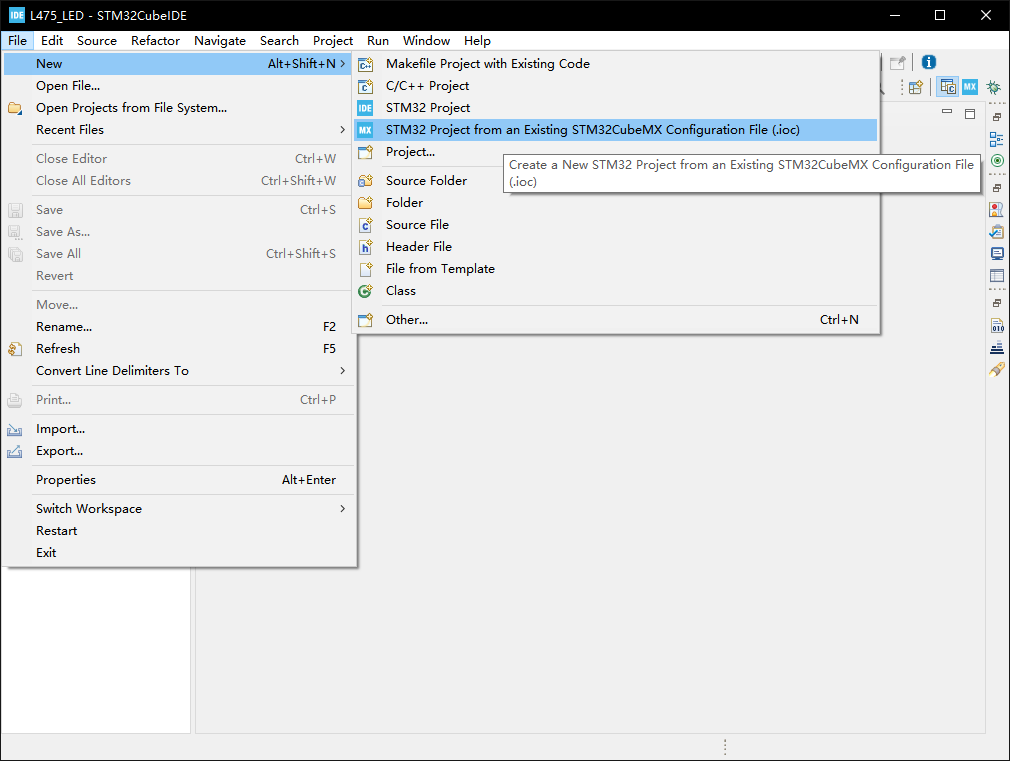 IDE L475_LED - STM32CubeIDE
File Edit Source Refactor Navigate Search Project Run Window Help
New Alt+Shift+N
Open File...
Open Projects from File System...
Recent Files
Close Editor Ctrl+W
Close All Editors Ctrl+Shift+W
Save Ctrl+S
Save As...
Save All Ctrl+Shift+S
Revert
Move...
Rename... F2
Refresh F5
Convert Line Delimiters To
Print... Ctrl+P
Import...
Export...
Properties Alt+Enter
Switch Workspace
Restart
Exit
Makefile Project with Existing Code
C/C++ Project
IDE STM32 Project
MX STM32 Project from an Existing STM32CubeMX Configuration File (.ioc)
Project...
Source Folder
Folder
Source File
Header File
File from Template
Class
Other... Ctrl+N
Create a New STM32 Project from an Existing STM32CubeMX Configuration File
(.ioc)
MX
010